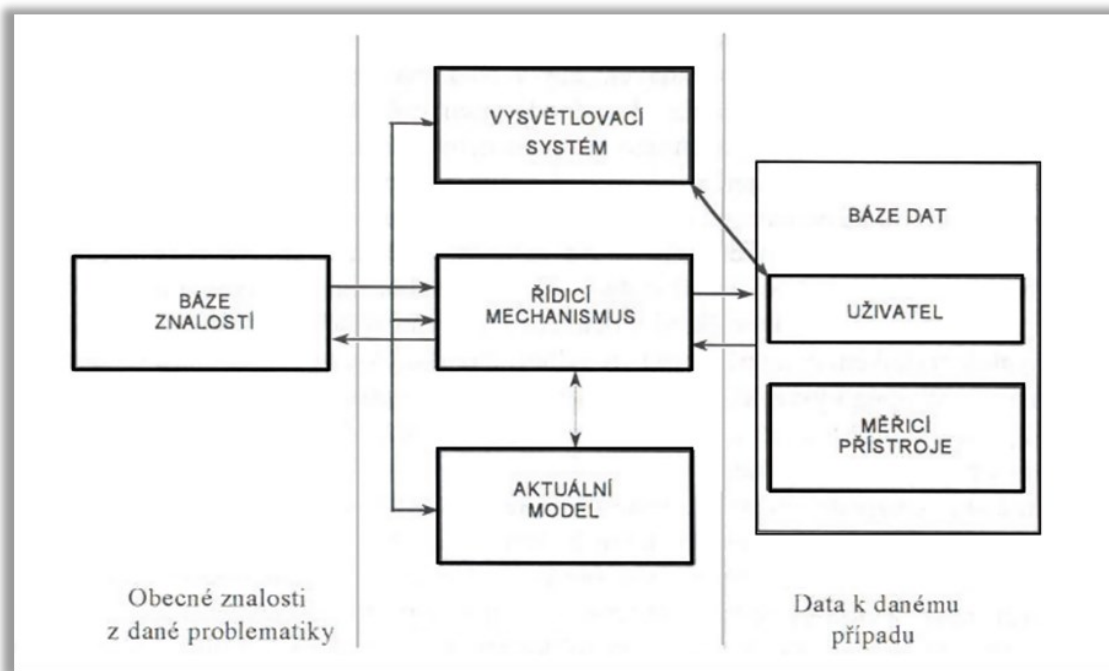 VYSVĚTLOVACÍ
SYSTÉM
BÁZE DAT
BÁZE
ZNALOSTÍ
ŘÍDICÍ
MECHANISMUS
UŽIVATEL
MĚŘICÍ
PŘÍSTROJE
AKTUÁLNÍ
MODEL
Obecné znalosti
z dané problematiky
Data k danému
případu